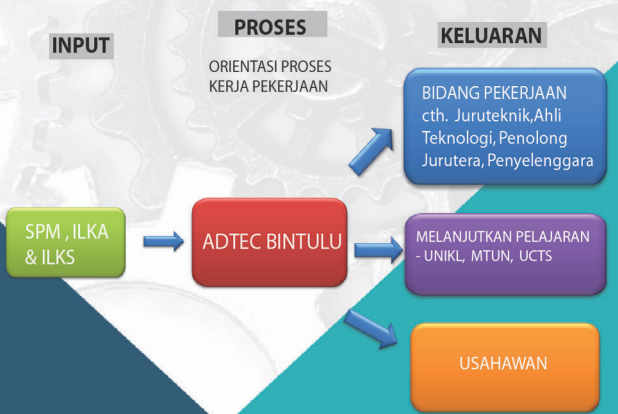 INPUT
PROSES
KELUARAN
ORIENTASI PROSES
KERJA PEKERJAAN
SPM , ILKA
& ILKS
ADTEC BINTULU
BIDANG PEKERJAAN
cth. Juruteknik,Ahli
Teknologi, Penolong
Jurutera, Penyelenggara
MELANJUTKAN PELAJARAN
- UNIKL, MTUN, UCTS
USAHAWAN